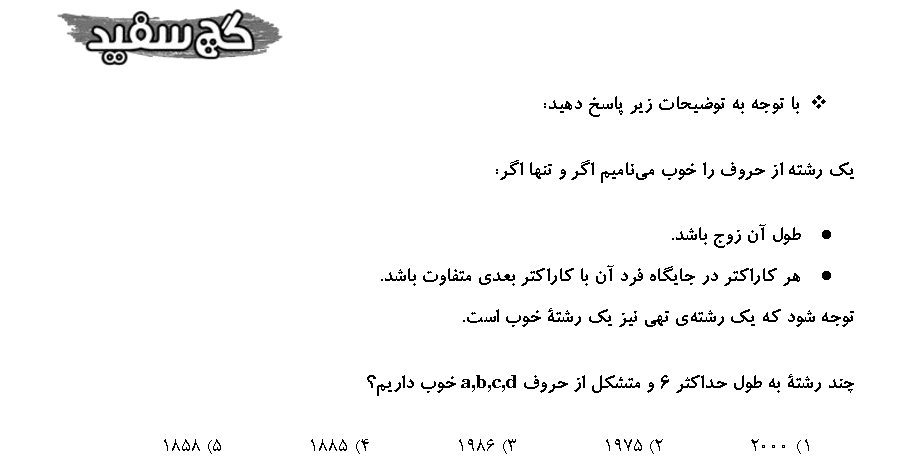 گچ سفید
❖ با توجه به توضیحات زیر پاسخ دهید:
یک رشته از حروف را خوب می‌نامیم اگر و تنها اگر:
● طول آن زوج باشد.
● هر کاراکتر در جایگاه فرد آن با کاراکتر بعدی متفاوت باشد.
توجه شود که یک رشته‌ی تهی نیز یک رشتهٔ خوب است.
چند رشتهٔ به طول حداکثر ۶ و متشکل از حروف a,b,c,d خوب داریم؟
۱) ۲۰۰۰ ۲) ۱۹۷۵ ۳) ۱۹۸۶ ۴) ۱۸۸۵ ۵) ۱۸۵۸